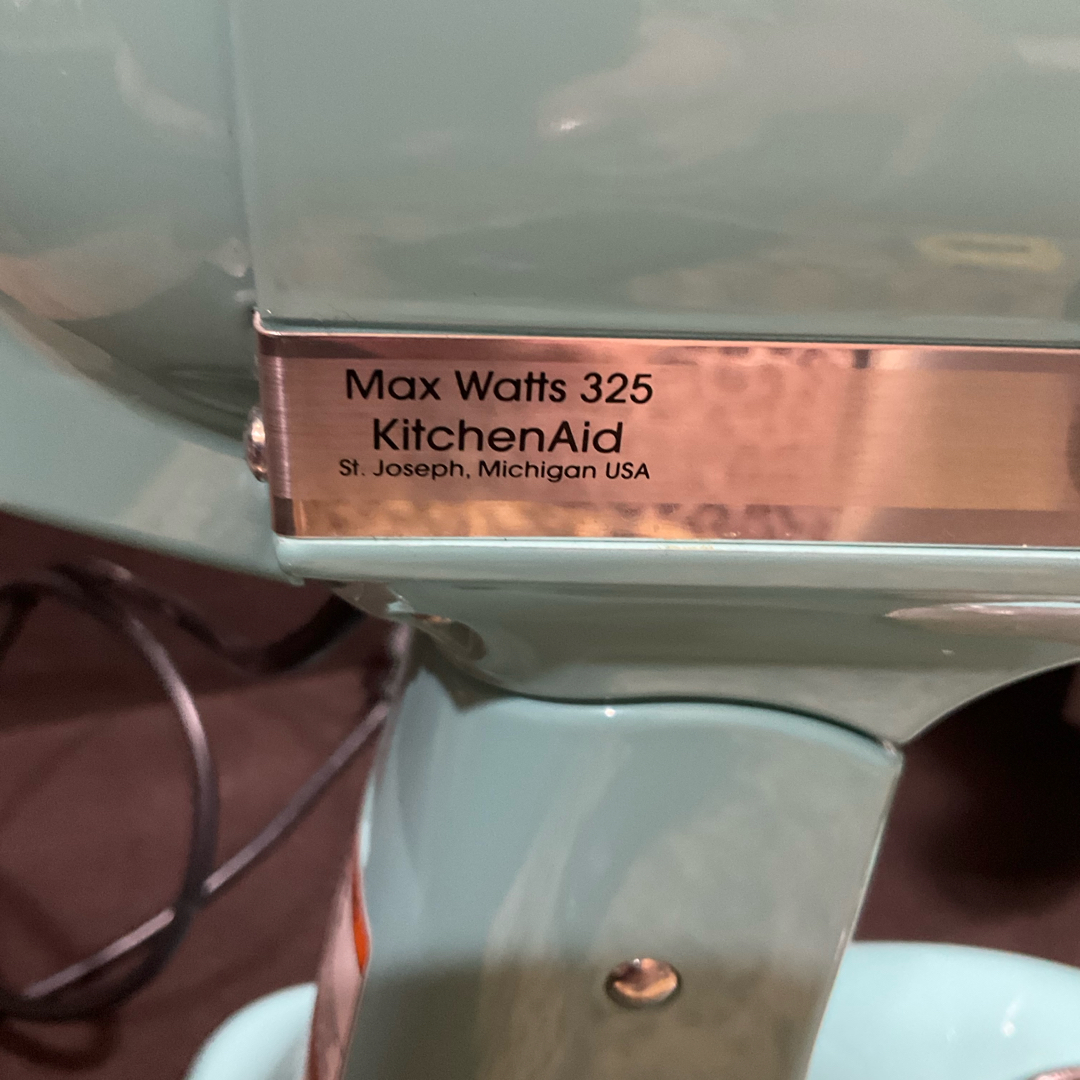 Max Watts 325
KitchenAid
St. Joseph, Michigan USA